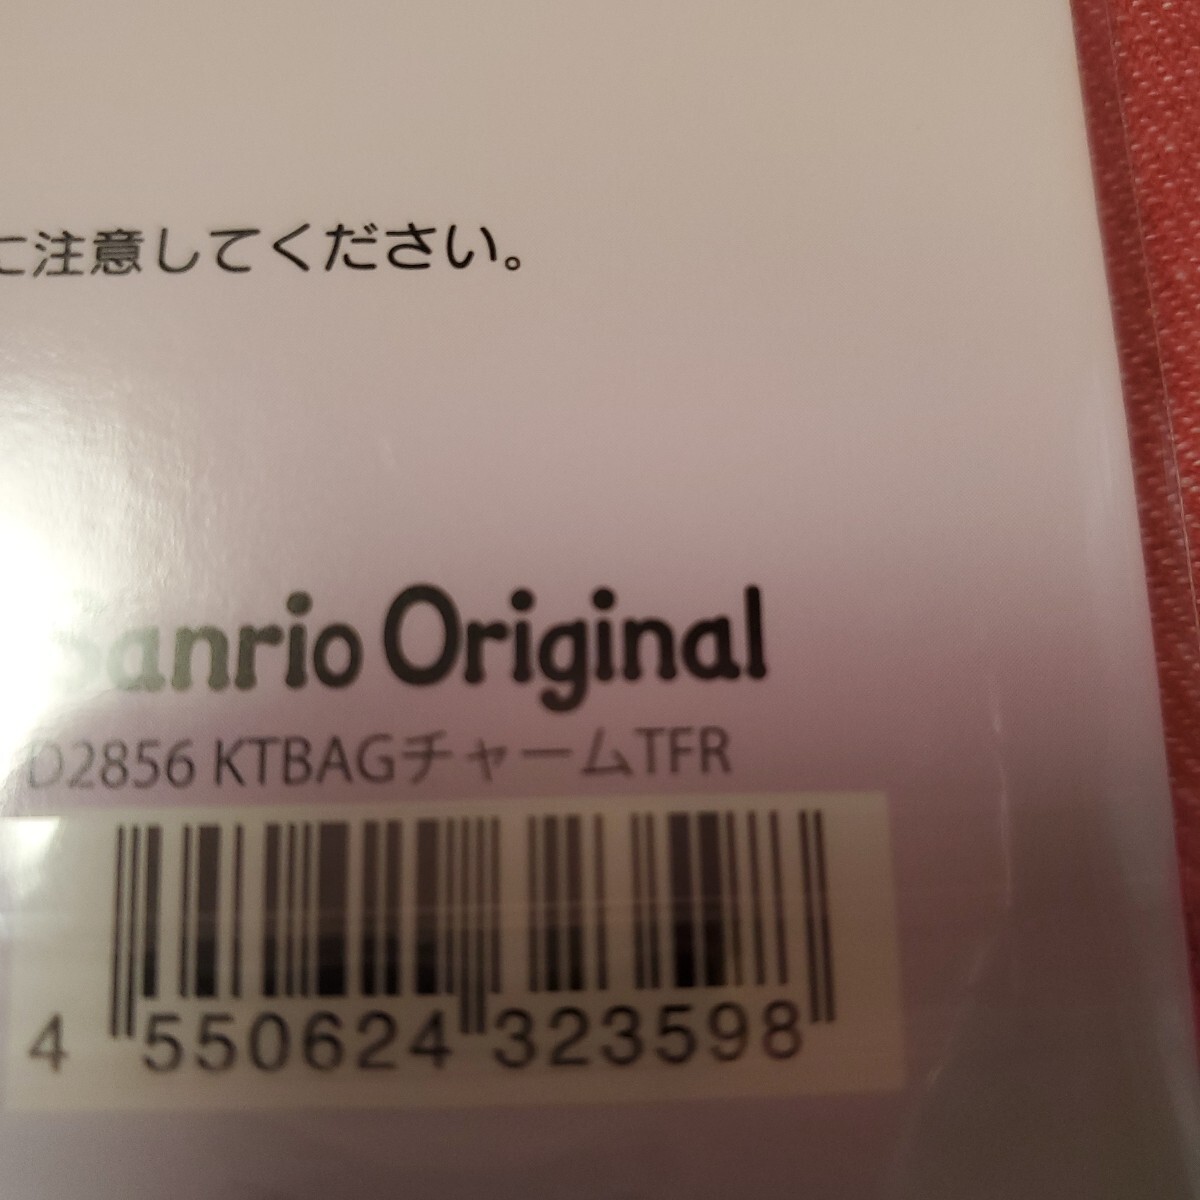 に注意してください。
Sanrio Original
D2856 KTBAGチャームTFR
4 550624 323598